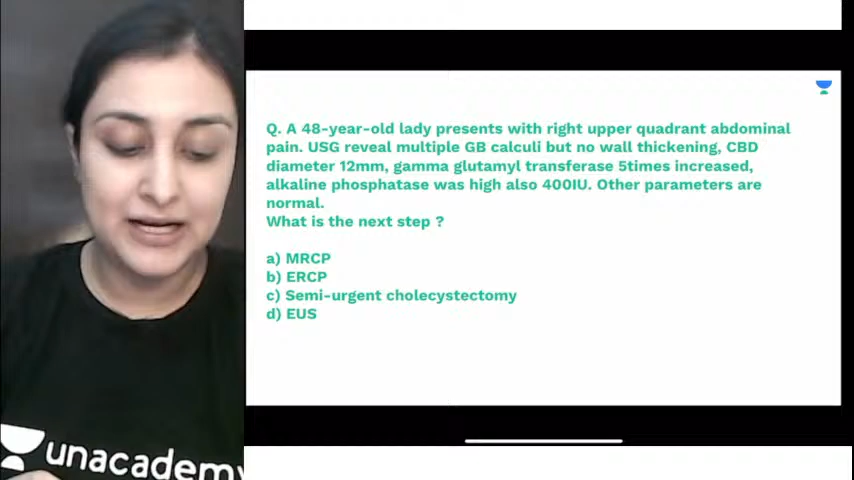 Q. A 48-year-old lady presents with right upper quadrant abdominal
pain. USG reveal multiple GB calculi but no wall thickening, CBD
diameter 12mm, gamma glutamyl transferase 5times increased,
alkaline phosphatase was high also 400IU. Other parameters are
normal.
What is the next step ?
a) MRCP
b) ERCP
c) Semi-urgent cholecystectomy
d) EUS
unacademy